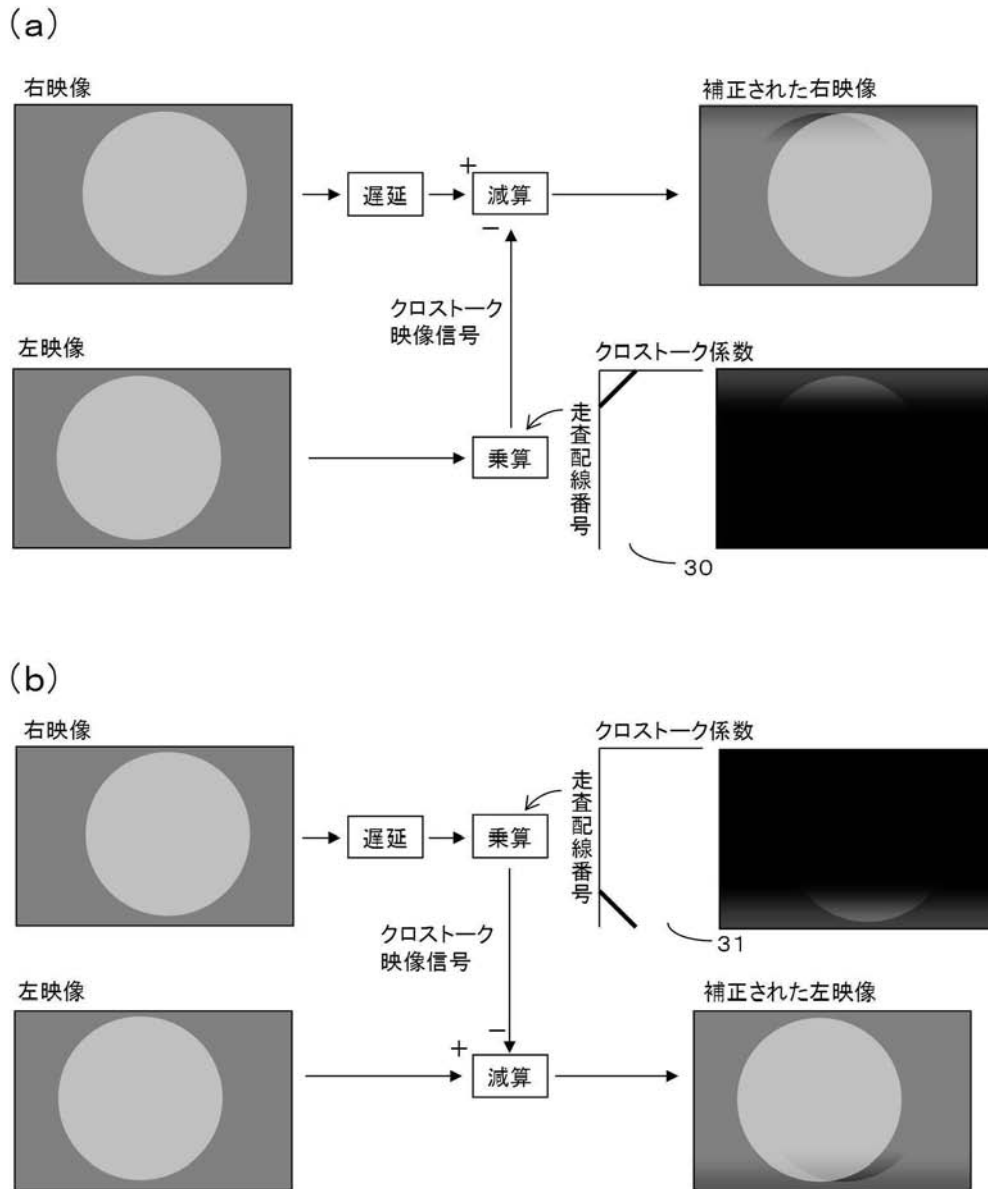 (a)
右映像
補正された右映像
遅延
+
減算
−
クロストーク
映像信号
左映像
クロストーク係数
走査配線番号
乗算
30
(b)
右映像
クロストーク係数
走査配線番号
遅延
乗算
クロストーク
映像信号
31
左映像
補正された左映像
−
+
減算